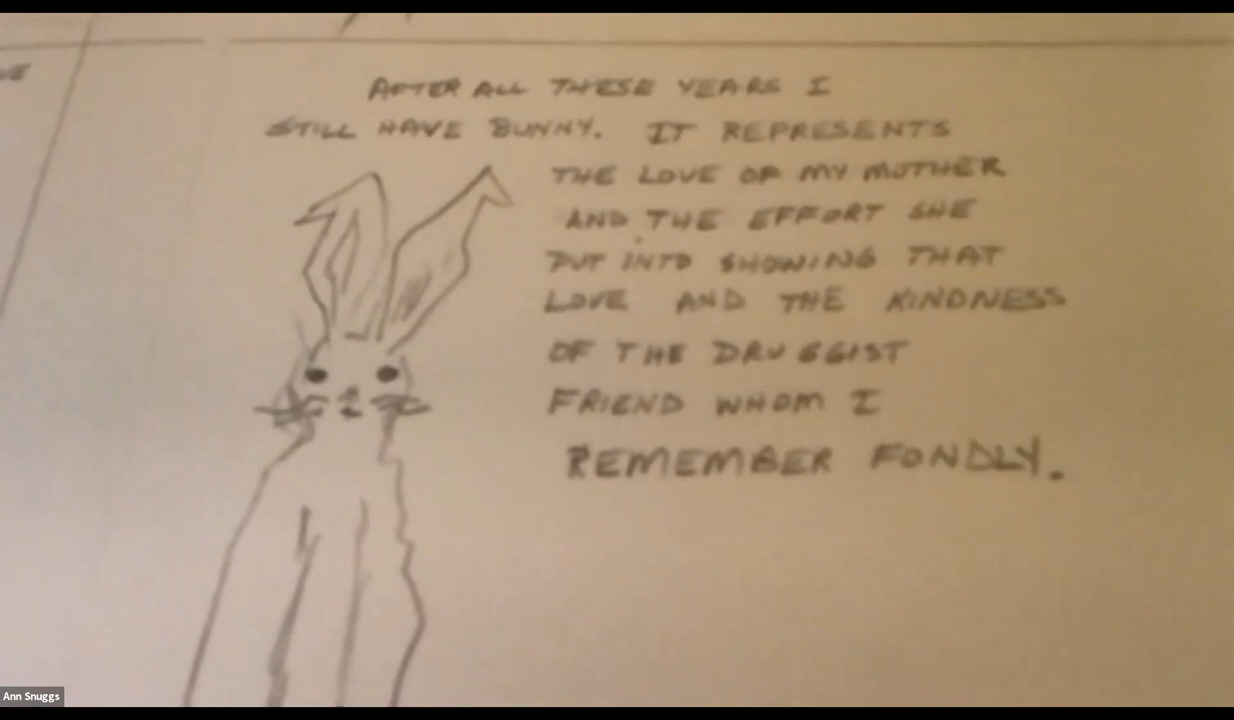 AFTER ALL THESE YEARS I
STILL HAVE BUNNY. IT REPRESENTS
THE LOVE OF MY MOTHER
AND THE EFFORT SHE
PUT INTO SHOWING THAT
LOVE AND THE KINDNESS
OF THE DRUGGIST
FRIEND WHOM I
REMEMBER FONDLY.
Ann Snuggs